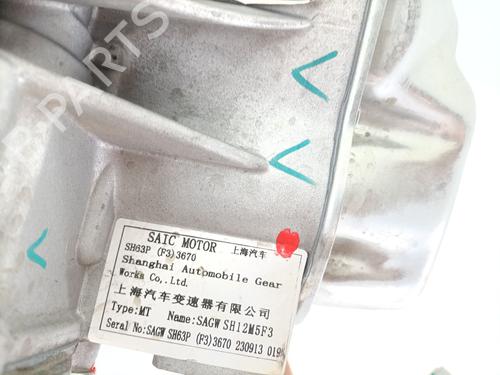 SAIC MOTOR 上海汽车
SH63P (F3)3670
Shanghai Automobile Gear
Works Co,.Ltd.
上海汽车变速器有限公司
Type:MT Name:SAGW SH12M5F3
Serial No:SAGW SH63P (F3)3670 230913 019